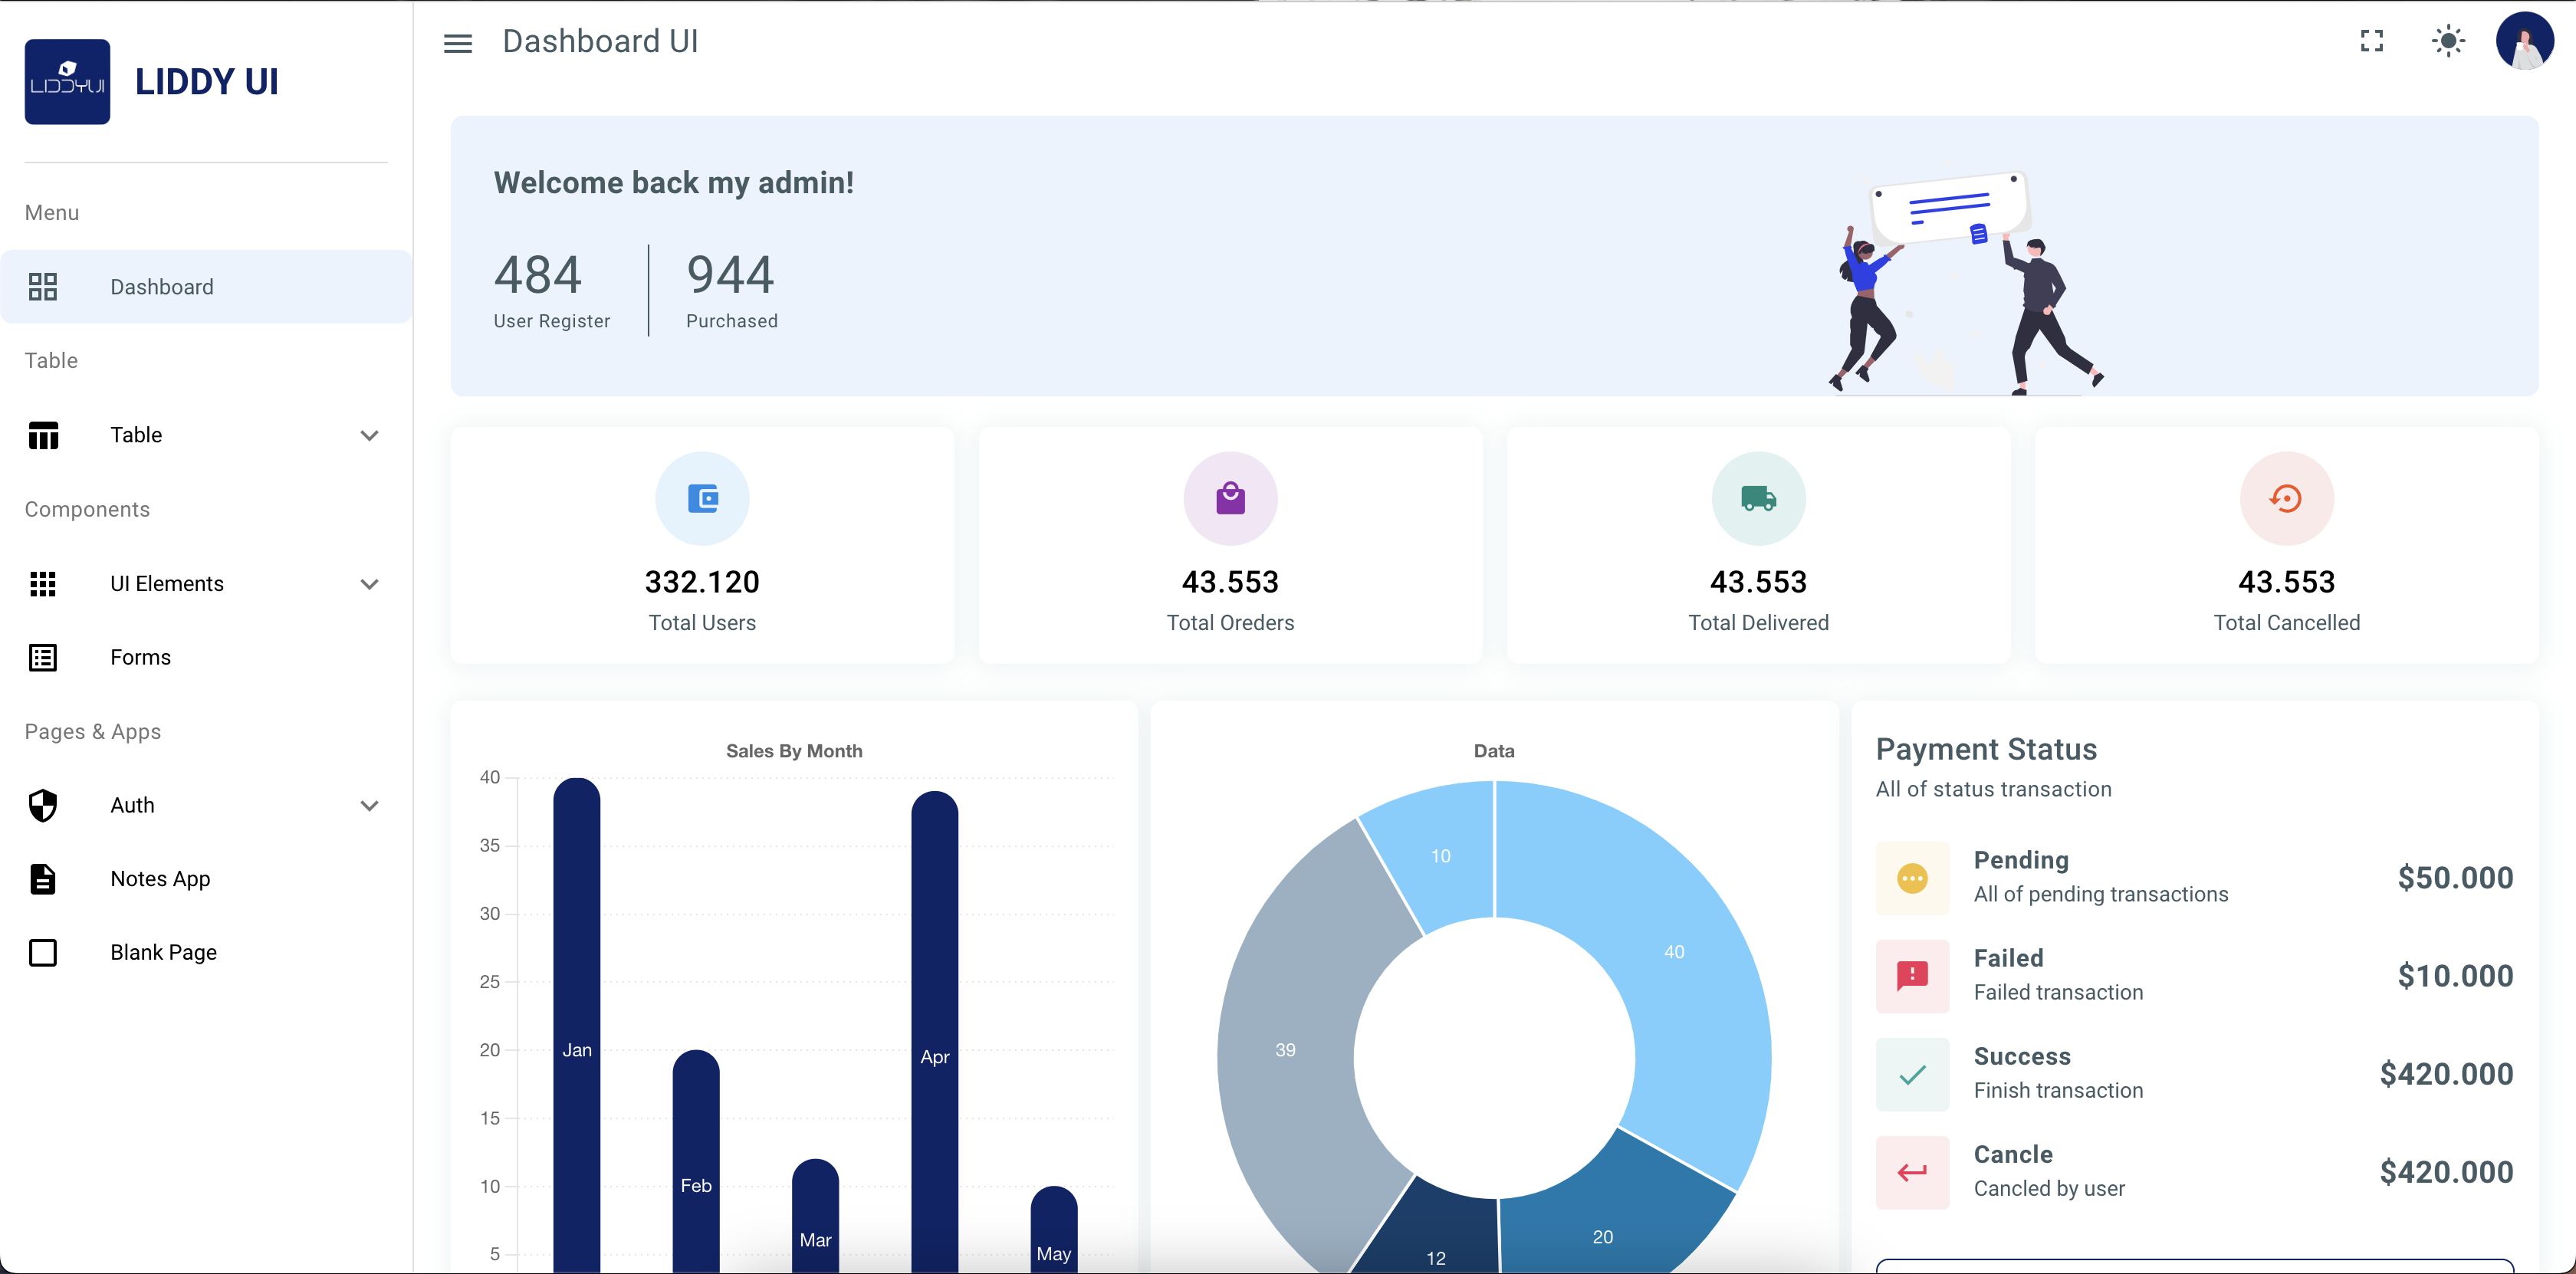 LIDDYUI
LIDDY UI
Menu
Dashboard
Table
Table
Components
UI Elements
Forms
Pages & Apps
Auth
Notes App
Blank Page
Dashboard UI
Welcome back my admin!
484
User Register
944
Purchased
332.120
Total Users
43.553
Total Oreders
43.553
Total Delivered
43.553
Total Cancelled
Sales By Month
40
35
30
25
20
15
10
5
Jan
Feb
Mar
Apr
May
Data
10
40
39
20
12
Payment Status
All of status transaction
Pending
All of pending transactions
$50.000
Failed
Failed transaction
$10.000
Success
Finish transaction
$420.000
Cancle
Cancled by user
$420.000